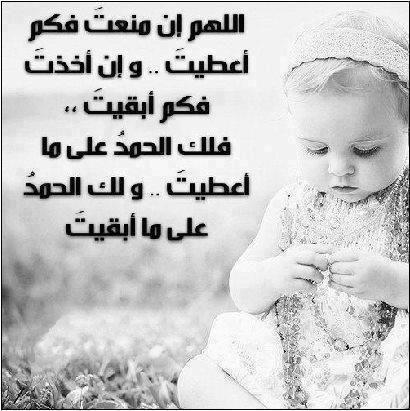 اللهم إن منعتَ فكم
أعطيتَ .. و إن أخذتَ
فكم أبقيتَ ،،
فلك الحمدُ على ما
أعطيتَ .. و لك الحمدُ
على ما أبقيتَ